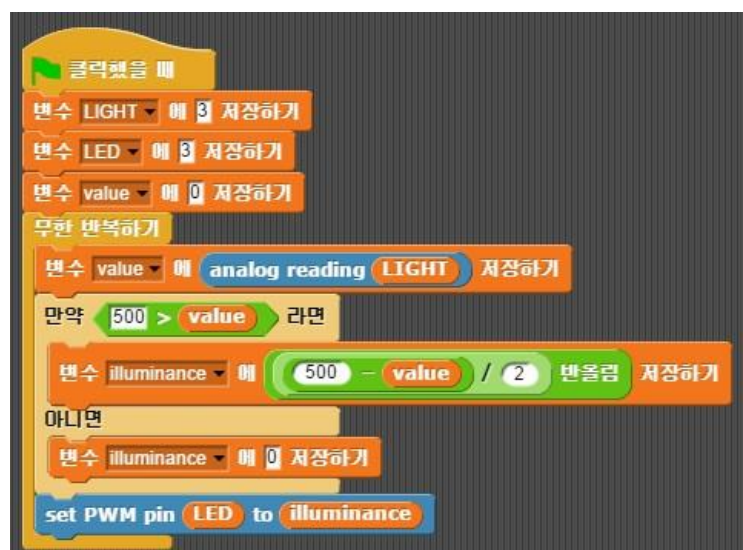 클릭했을 때
변수 LIGHT 에 3 저장하기
변수 LED 에 3 저장하기
변수 value 에 0 저장하기
무한 반복하기
변수 value 에 analog reading LIGHT 저장하기
만약 500 > value 라면
변수 illuminance 에 500 - value / 2 반올림 저장하기
아니면
변수 illuminance 에 0 저장하기
set PWM pin LED to illuminance